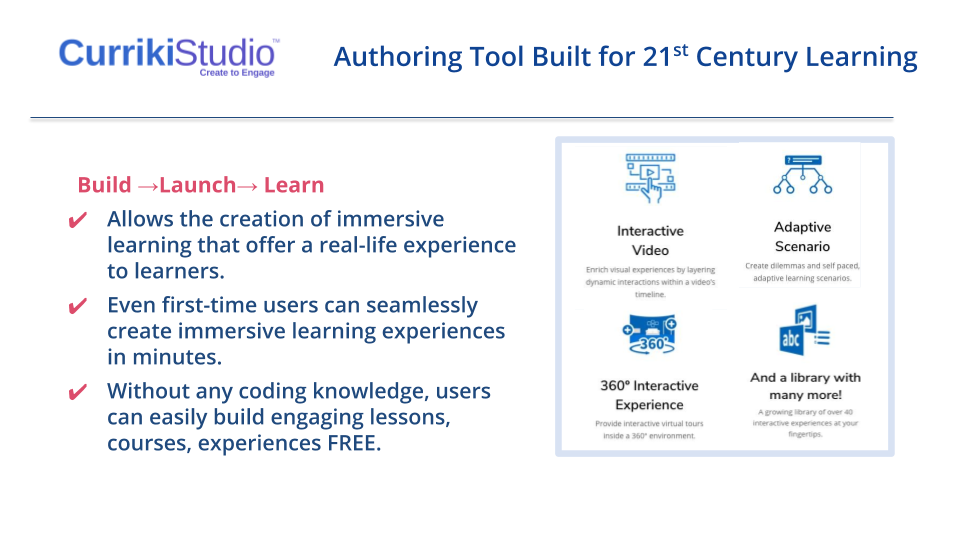 CurrikiStudio™
Create to Engage
Authoring Tool Built for 21st Century Learning
Build →Launch→ Learn
✔ Allows the creation of immersive
learning that offer a real-life experience
to learners.
✔ Even first-time users can seamlessly
create immersive learning experiences
in minutes.
✔ Without any coding knowledge, users
can easily build engaging lessons,
courses, experiences FREE.
Interactive
Video
Enrich visual experiences by layering
dynamic interactions within a video's
timeline.
Adaptive
Scenario
Create dilemmas and self paced,
adaptive learning scenarios.
360°
360° Interactive
Experience
Provide interactive virtual tours
inside a 360° environment.
abc
And a library with
many more!
A growing library of over 40
interactive experiences at your
fingertips.